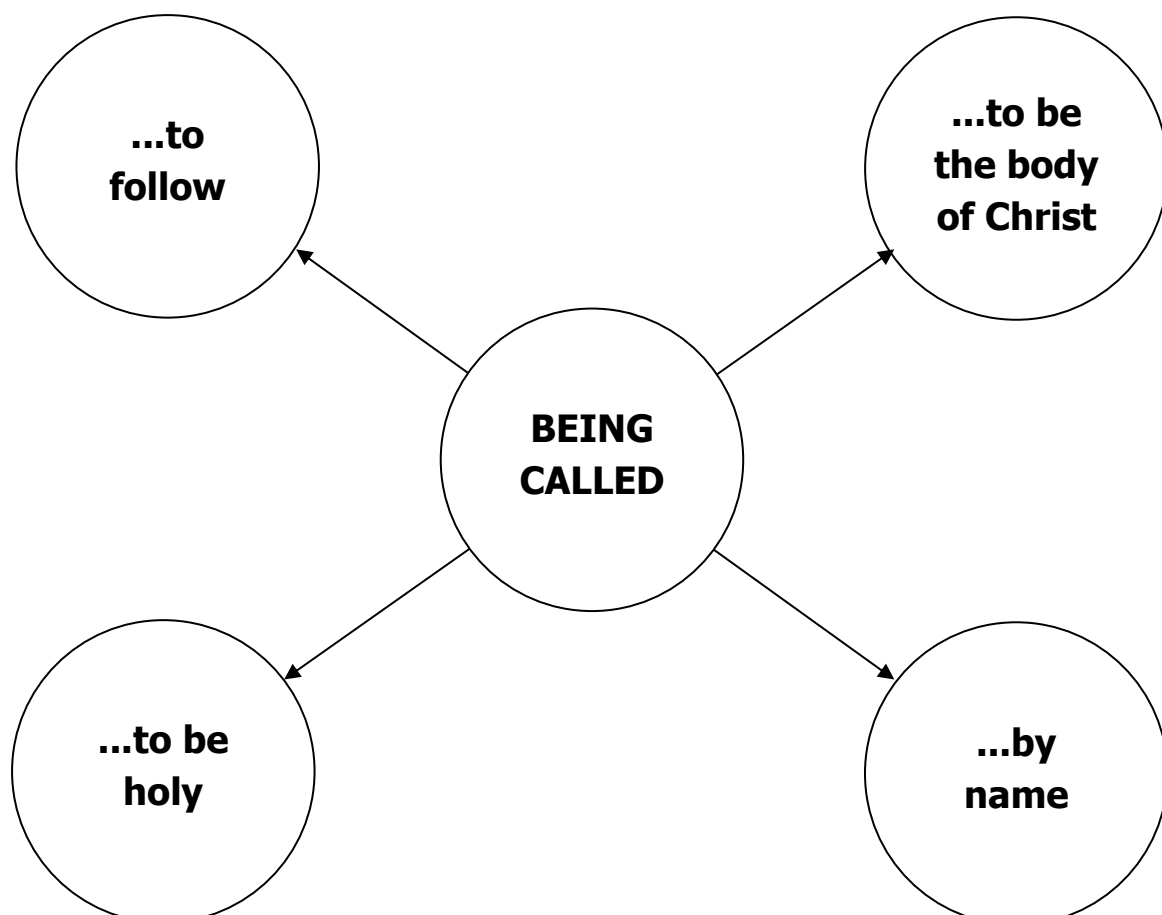 ...to
follow
...to be
the body
of Christ
BEING
CALLED
...to be
holy
...by
name